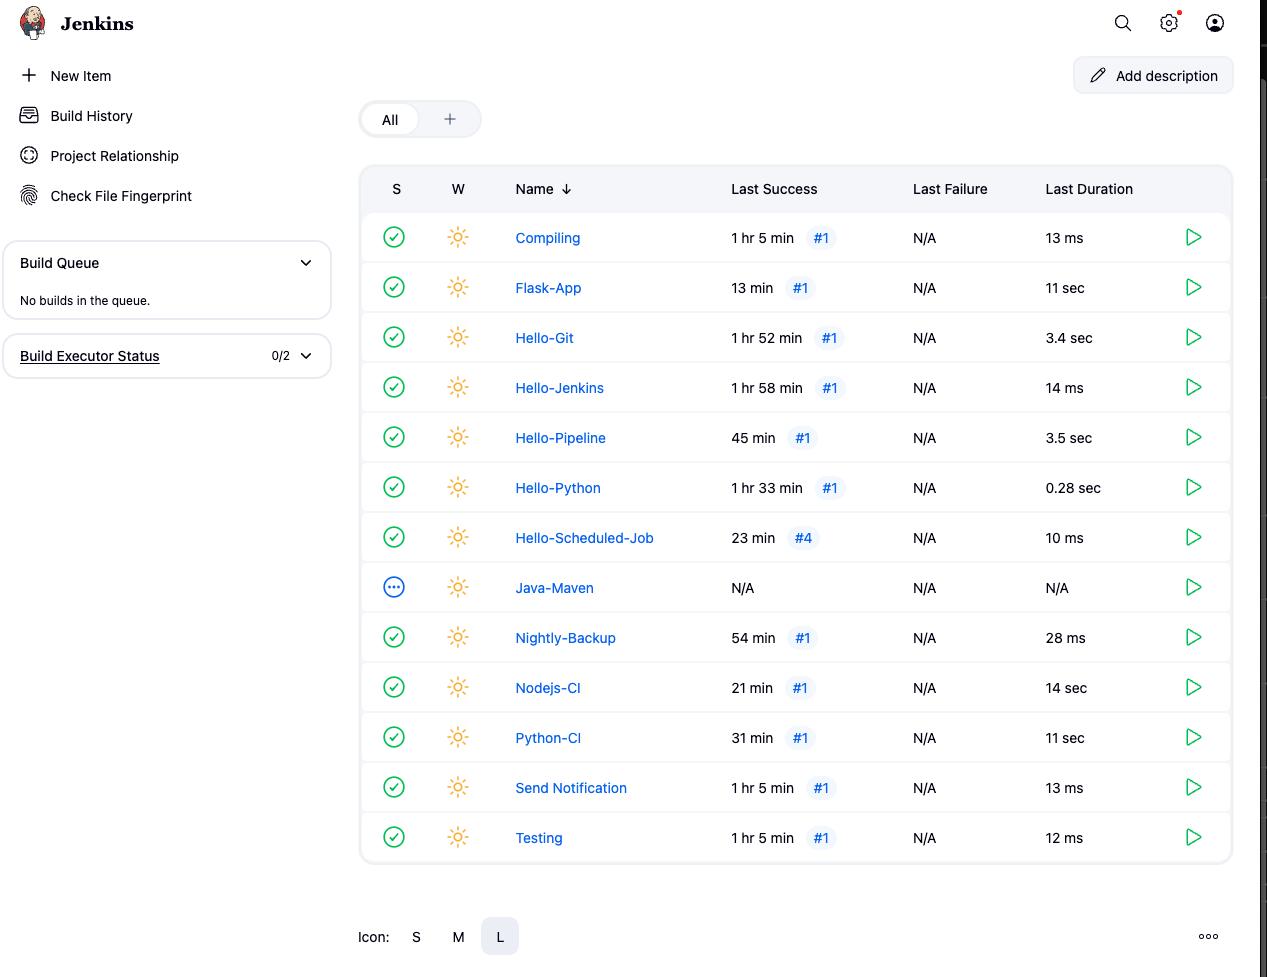 Jenkins
New Item
Build History
Project Relationship
Check File Fingerprint
Build Queue
No builds in the queue.
Build Executor Status 0/2
Add description
All
S W Name ↓ Last Success Last Failure Last Duration
Compiling 1 hr 5 min #1 N/A 13 ms
Flask-App 13 min #1 N/A 11 sec
Hello-Git 1 hr 52 min #1 N/A 3.4 sec
Hello-Jenkins 1 hr 58 min #1 N/A 14 ms
Hello-Pipeline 45 min #1 N/A 3.5 sec
Hello-Python 1 hr 33 min #1 N/A 0.28 sec
Hello-Scheduled-Job 23 min #4 N/A 10 ms
Java-Maven N/A N/A N/A
Nightly-Backup 54 min #1 N/A 28 ms
Nodejs-CI 21 min #1 N/A 14 sec
Python-CI 31 min #1 N/A 11 sec
Send Notification 1 hr 5 min #1 N/A 13 ms
Testing 1 hr 5 min #1 N/A 12 ms
Icon: S M L